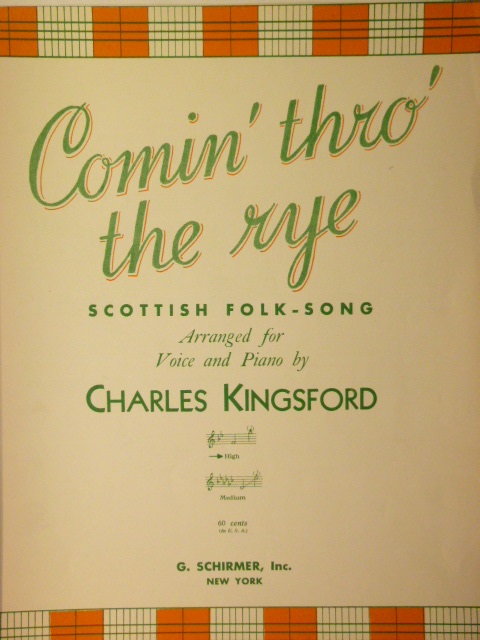 Comin' thro'
the rye
SCOTTISH FOLK-SONG
Arranged for
Voice and Piano by
CHARLES KINGSFORD
High
Medium
60 cents
(In U. S. A.)
G. SCHIRMER, Inc.
NEW YORK